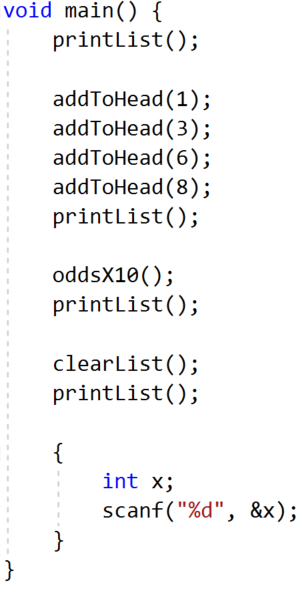 void main() {
    printList();

    addToHead(1);
    addToHead(3);
    addToHead(6);
    addToHead(8);
    printList();

    oddsX10();
    printList();

    clearList();
    printList();

    {
        int x;
        scanf("%d", &x);
    }
}